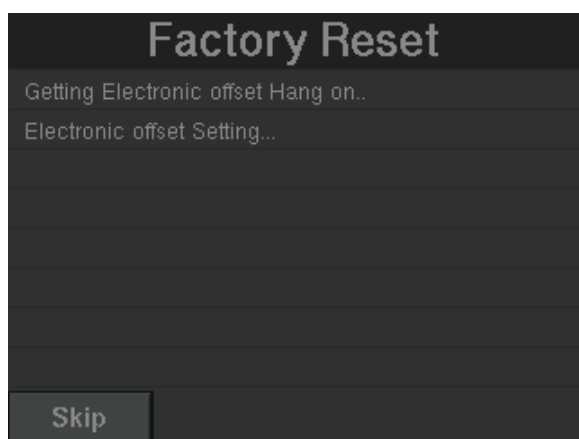 Factory Reset
Getting Electronic offset Hang on..
Electronic offset Setting...
Skip